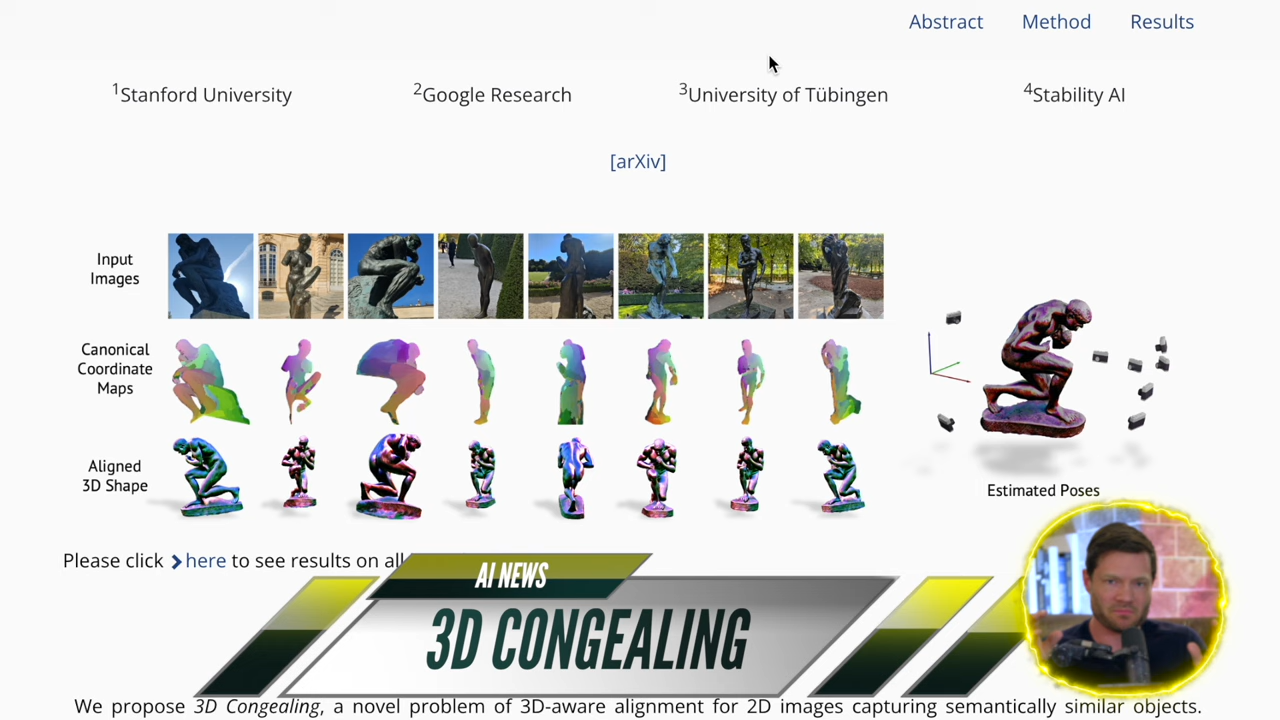 Abstract Method Results
1Stanford University 2Google Research 3University of Tübingen 4Stability AI
[arXiv]
Input
Images
Canonical
Coordinate
Maps
Aligned
3D Shape
Estimated Poses
Please click here to see results on all
AI NEWS
3D CONGEALING
We propose 3D Congealing, a novel problem of 3D-aware alignment for 2D images capturing semantically similar objects.